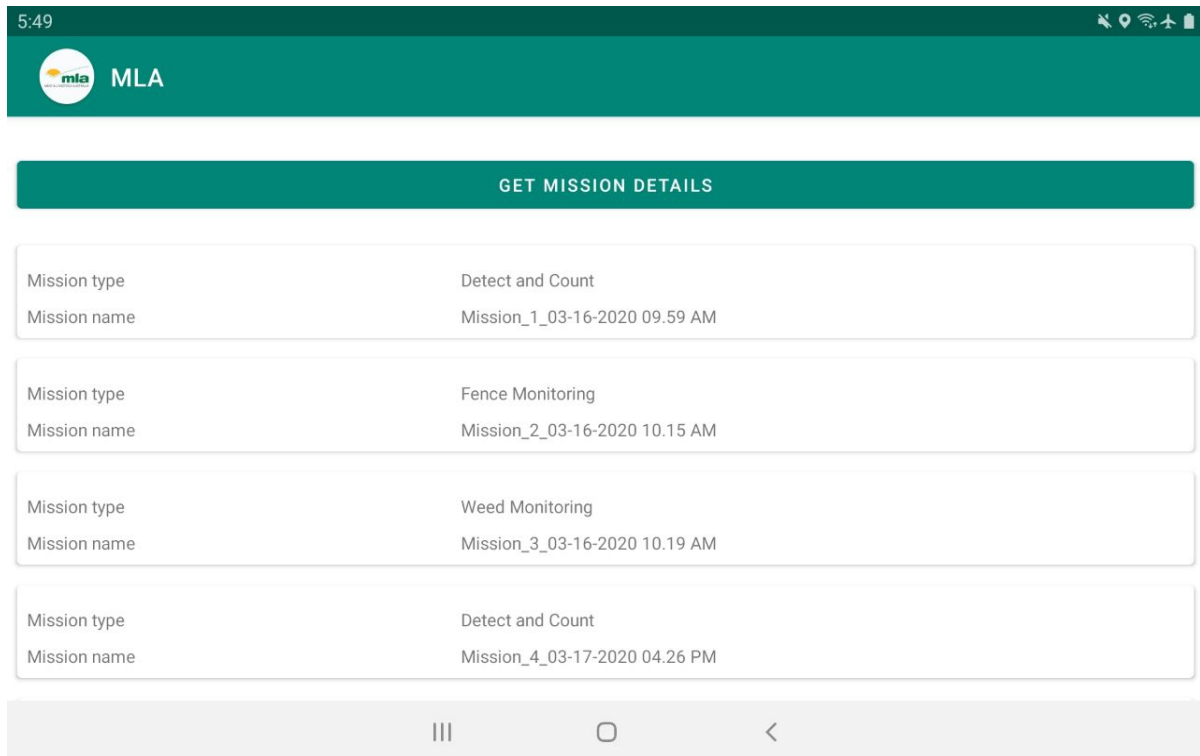 5:49
mla
MLA
GET MISSION DETAILS
Mission type Detect and Count
Mission name Mission_1_03-16-2020 09.59 AM
Mission type Fence Monitoring
Mission name Mission_2_03-16-2020 10.15 AM
Mission type Weed Monitoring
Mission name Mission_3_03-16-2020 10.19 AM
Mission type Detect and Count
Mission name Mission_4_03-17-2020 04.26 PM